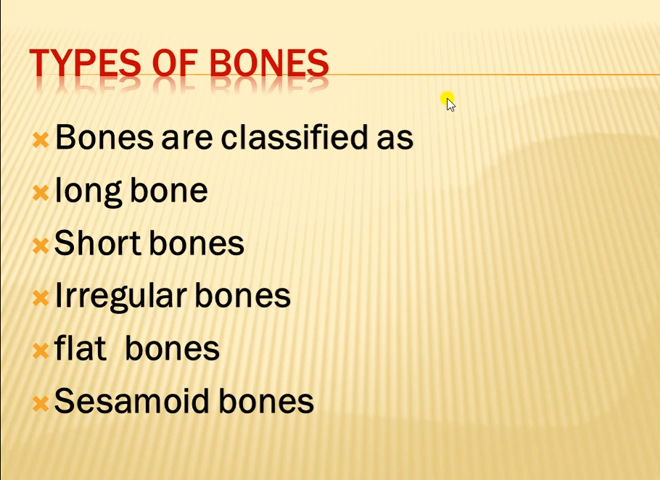 TYPES OF BONES
Bones are classified as
long bone
Short bones
Irregular bones
flat  bones
Sesamoid bones